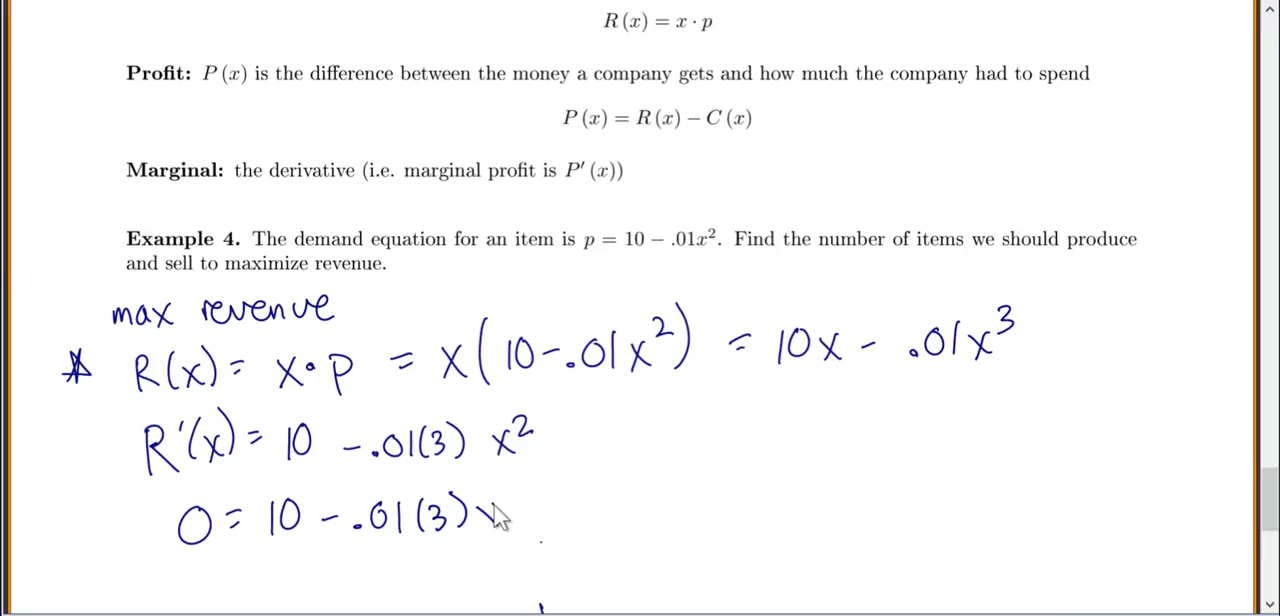 R (x) = x · p
Profit: P (x) is the difference between the money a company gets and how much the company had to spend
P (x) = R (x) − C (x)
Marginal: the derivative (i.e. marginal profit is P′ (x))
Example 4. The demand equation for an item is p = 10 − .01x². Find the number of items we should produce
and sell to maximize revenue.
max revenue
R(x) = x · p = x(10 - .01x²) = 10x - .01x³
R'(x) = 10 - .01(3) x²
0 = 10 - .01(3)